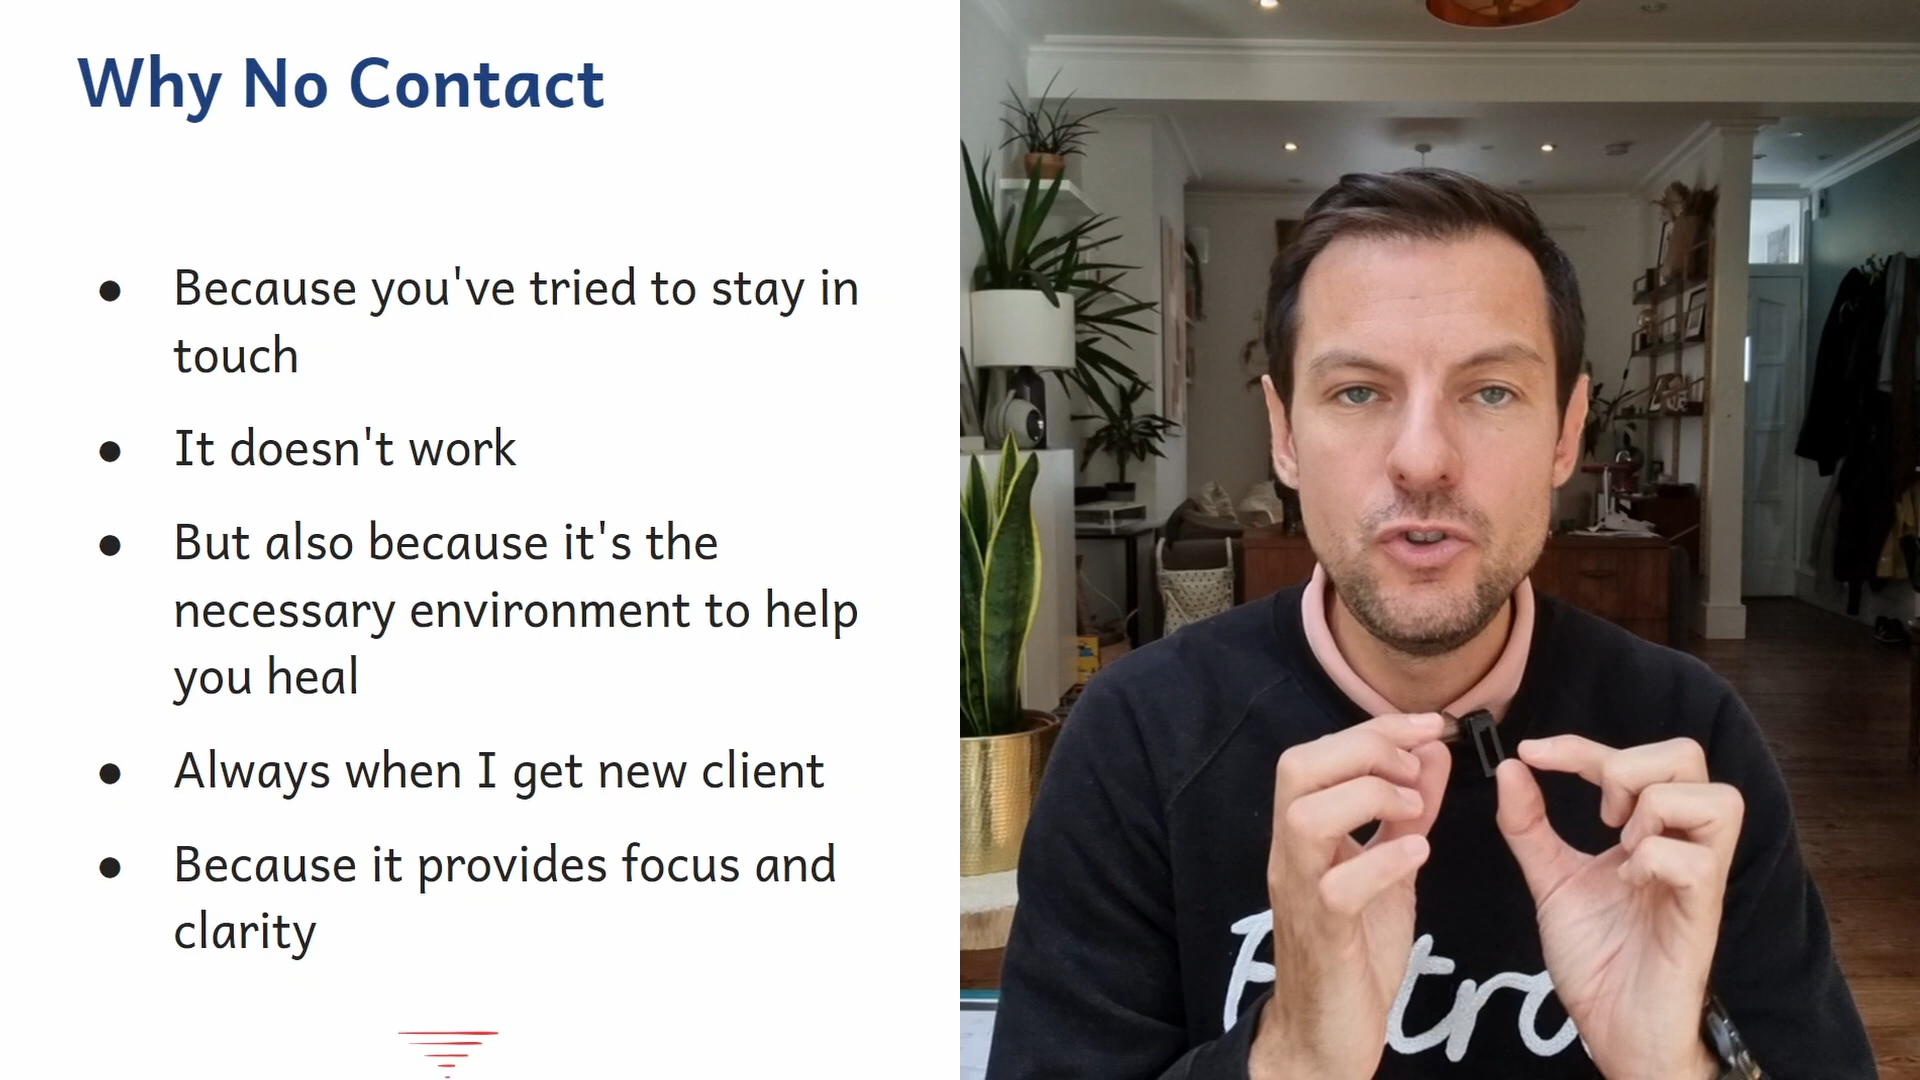 Why No Contact
● Because you've tried to stay in
touch
● It doesn't work
● But also because it's the
necessary environment to help
you heal
● Always when I get new client
● Because it provides focus and
clarity